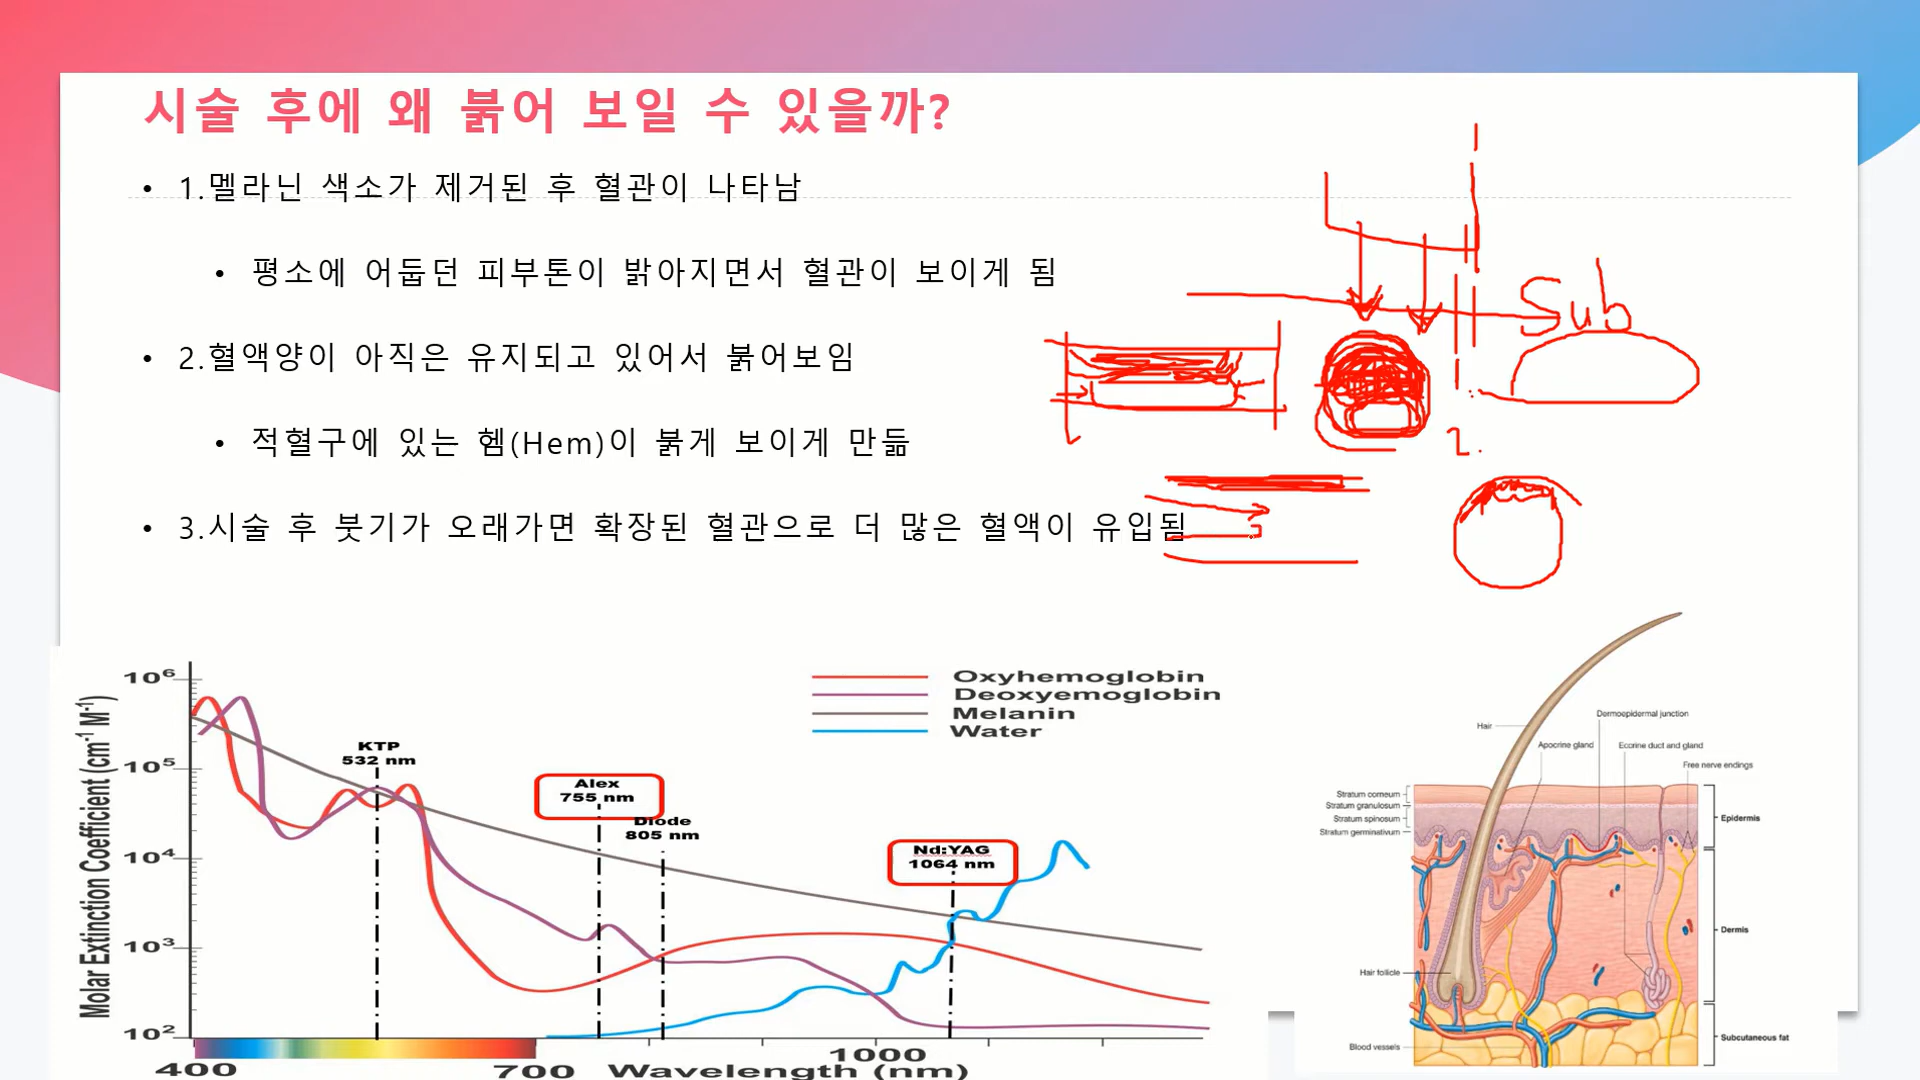 시술 후에 왜 붉어 보일 수 있을까?
• 1.멜라닌 색소가 제거된 후 혈관이 나타남
• 평소에 어둡던 피부톤이 밝아지면서 혈관이 보이게 됨
• 2.혈액양이 아직은 유지되고 있어서 붉어보임
• 적혈구에 있는 헴(Hem)이 붉게 보이게 만듦
• 3.시술 후 붓기가 오래가면 확장된 혈관으로 더 많은 혈액이 유입됨
Sub
1.
2.
Molar Extinction Coefficient (cm⁻¹ M⁻¹)
10⁶
10⁵
10⁴
10³
10²
KTP
532 nm
Alex
755 nm
Diode
805 nm
Nd:YAG
1064 nm
Oxyhemoglobin
Deoxyemoglobin
Melanin
Water
400
700
1000
Wavelength (nm)
Hair
Dermoepidermal junction
Apocrine gland
Eccrine duct and gland
Free nerve endings
Stratum corneum
Stratum granulosum
Stratum spinosum
Stratum germinativum
Epidermis
Dermis
Hair follicle
Subcutaneous fat
Blood vessels